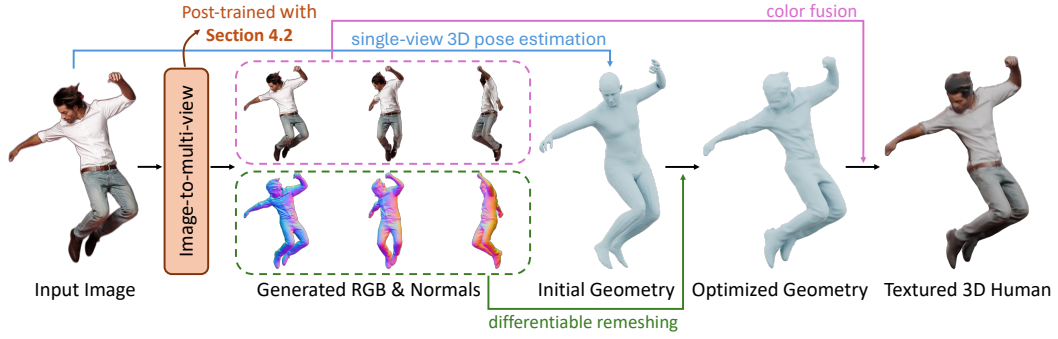 Post-trained with
Section 4.2
color fusion
single-view 3D pose estimation
Image-to-multi-view
Input Image
Generated RGB & Normals
Initial Geometry
Optimized Geometry
Textured 3D Human
differentiable remeshing